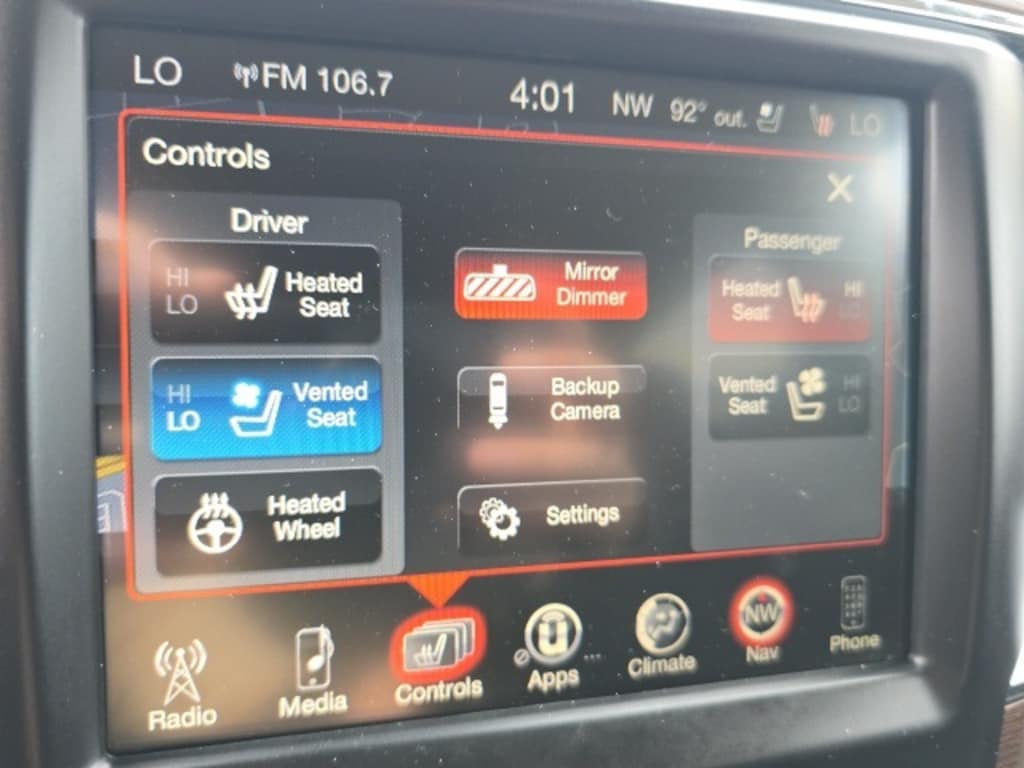 LO FM 106.7 4:01 NW 92° out. LO
Controls
Driver
HI
LO
Heated
Seat
HI
LO
Vented
Seat
Heated
Wheel
Mirror
Dimmer
Backup
Camera
Settings
Passenger
Heated
Seat
HI
LO
Vented
Seat
HI
LO
Radio
Media
Controls
Apps
Climate
NW
Nav
Phone